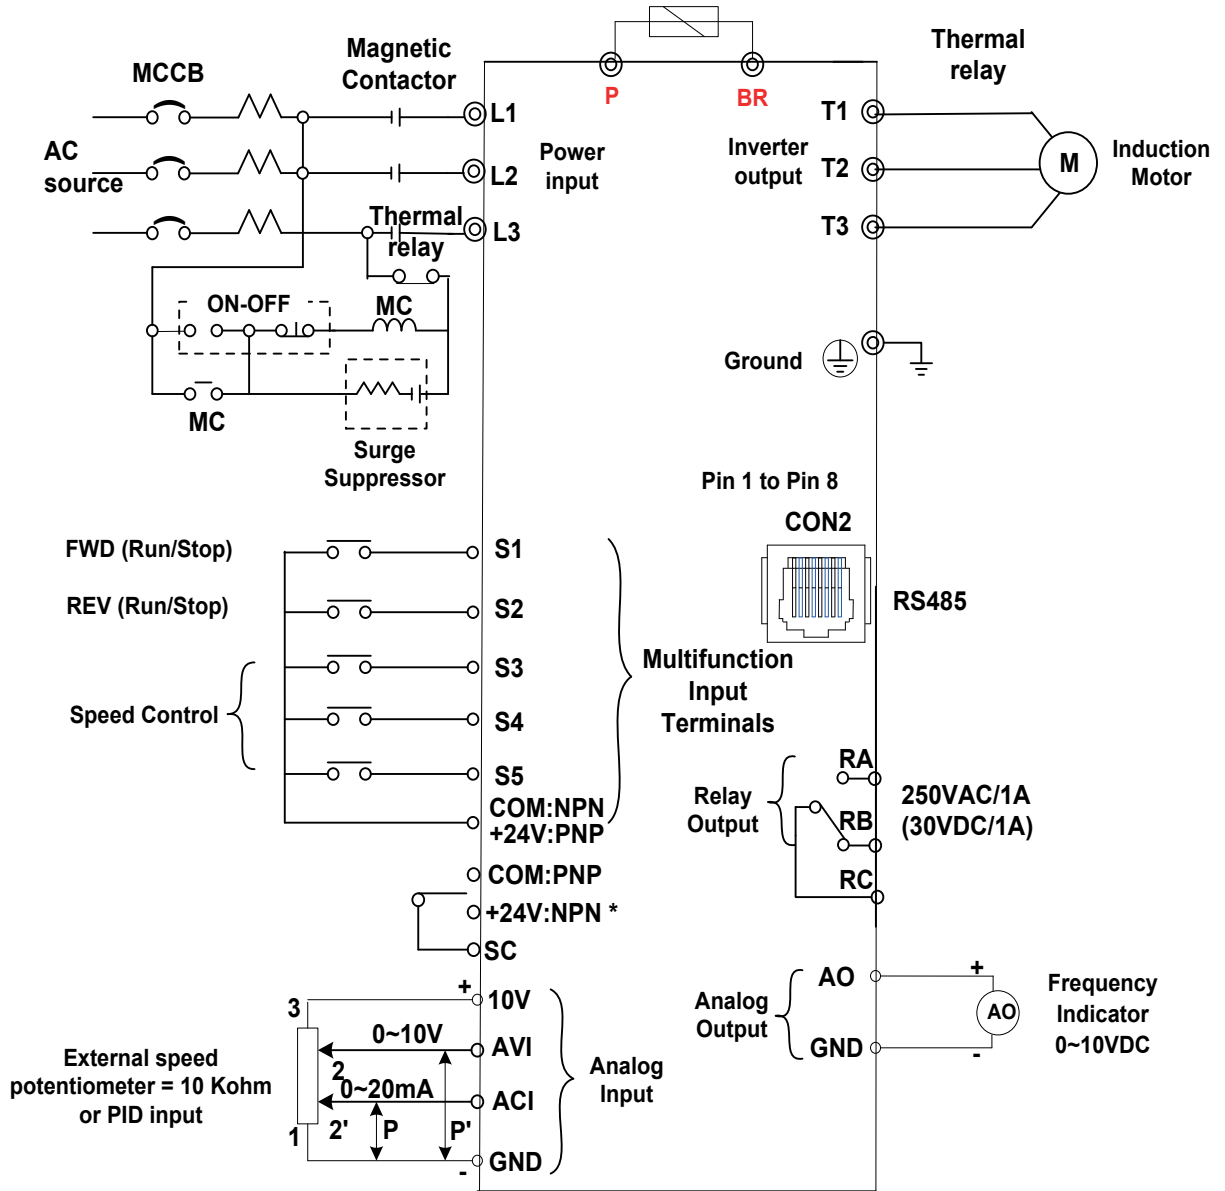 MCCB
Magnetic
Contactor
P
BR
Thermal
relay
AC
source
L1
L2
L3
Power
input
Inverter
output
T1
T2
T3
M
Induction
Motor
Thermal
relay
ON-OFF
MC
MC
Surge
Suppressor
Ground
Pin 1 to Pin 8
CON2
RS485
FWD (Run/Stop)
REV (Run/Stop)
Speed Control
S1
S2
S3
S4
S5
COM:NPN
+24V:PNP
COM:PNP
+24V:NPN *
SC
Multifunction
Input
Terminals
Relay
Output
RA
RB
RC
250VAC/1A
(30VDC/1A)
External speed
potentiometer = 10 Kohm
or PID input
3
2
2'
1
+
0~10V
0~20mA
P
P'
-
10V
AVI
ACI
GND
Analog
Input
Analog
Output
AO
GND
+
AO
-
Frequency
Indicator
0~10VDC